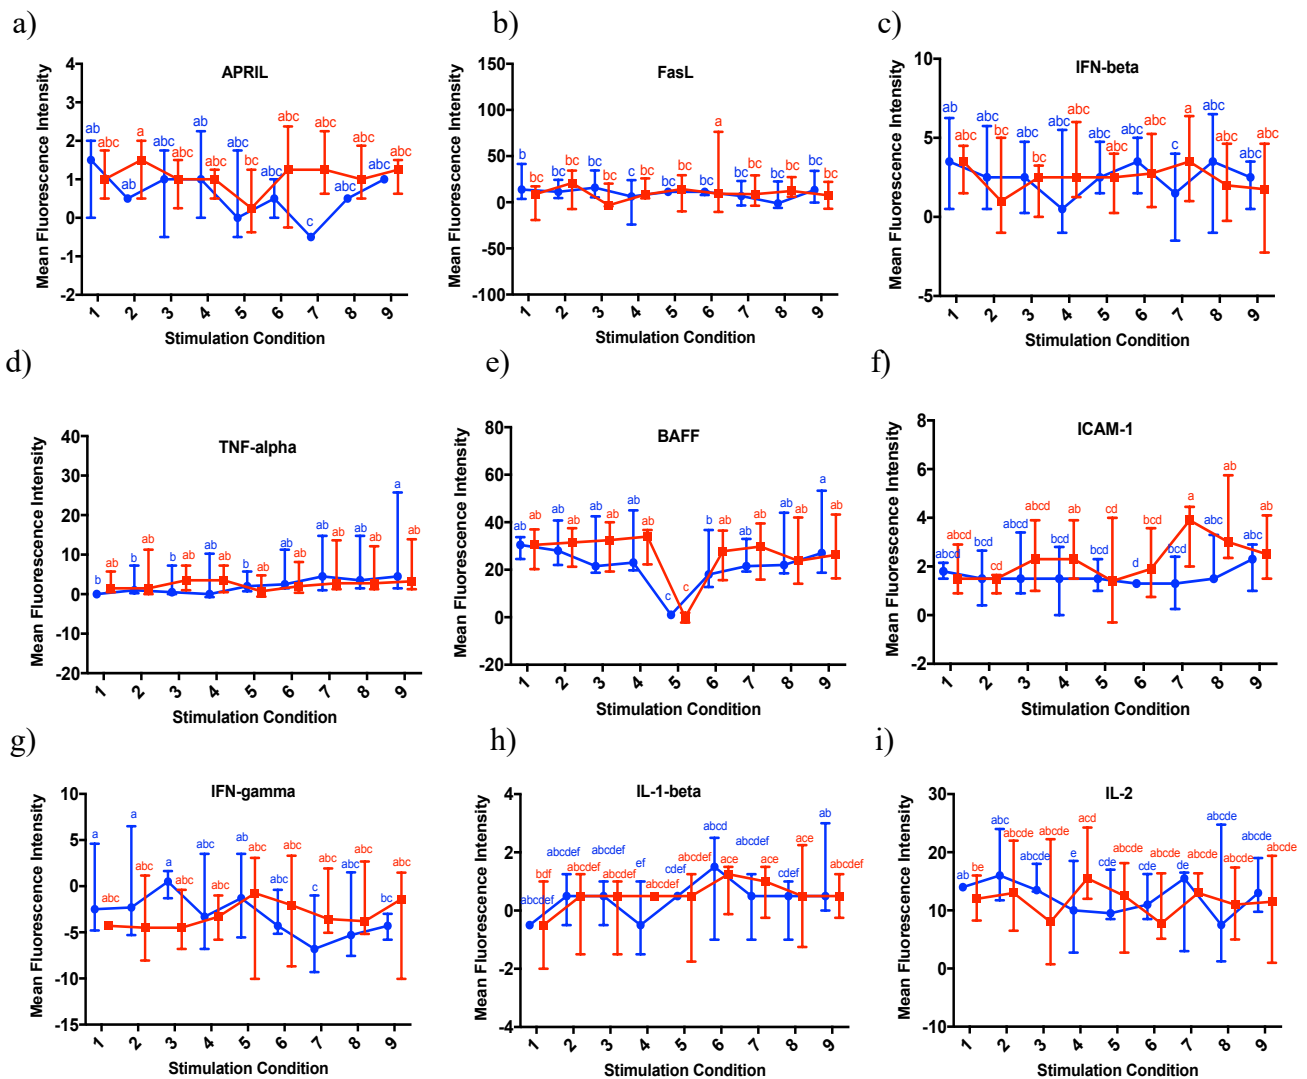 a)
APRIL
Mean Fluorescence Intensity
4
3
2
1
0
-1
-2
ab abc ab a abc abc ab abc abc bc ab abc c abc abc abc abc abc
1 2 3 4 5 6 7 8 9
Stimulation Condition
b)
FasL
Mean Fluorescence Intensity
150
100
50
0
-50
-100
b bc bc bc bc bc c bc bc bc bc a bc bc bc bc bc bc
1 2 3 4 5 6 7 8 9
Stimulation Condition
c)
IFN-beta
Mean Fluorescence Intensity
10
5
0
-5
ab abc abc bc abc bc abc abc abc abc abc abc c a abc abc abc abc
1 2 3 4 5 6 7 8 9
Stimulation Condition
d)
TNF-alpha
Mean Fluorescence Intensity
40
30
20
10
0
-10
-20
b ab b ab b ab ab ab b ab ab ab ab ab ab ab a ab
1 2 3 4 5 6 7 8 9
Stimulation Condition
e)
BAFF
Mean Fluorescence Intensity
80
60
40
20
0
-20
ab ab ab ab ab ab ab ab c c b ab ab ab ab ab a ab
1 2 3 4 5 6 7 8 9
Stimulation Condition
f)
ICAM-1
Mean Fluorescence Intensity
8
6
4
2
0
-2
abcd abcd bcd cd abcd abcd bcd abc bcd cd d bcd bcd a abc ab abc ab
1 2 3 4 5 6 7 8 9
Stimulation Condition
g)
IFN-gamma
Mean Fluorescence Intensity
10
5
0
-5
-10
-15
a abc a abc a abc abc abc ab abc abc abc c abc abc abc bc abc
1 2 3 4 5 6 7 8 9
Stimulation Condition
h)
IL-1-beta
Mean Fluorescence Intensity
4
2
0
-2
-4
abcdef bdf abcdef abcdef abcdef abcdef ef abcdef cdef abcdef abcd ace abcdef abcdef cdef ace ab abcdef
1 2 3 4 5 6 7 8 9
Stimulation Condition
i)
IL-2
Mean Fluorescence Intensity
30
20
10
0
-10
ab be abc abcde abcde abcde e acd cde abcde cde abcde de abcde abcde abcde abcde abcde
1 2 3 4 5 6 7 8 9
Stimulation Condition